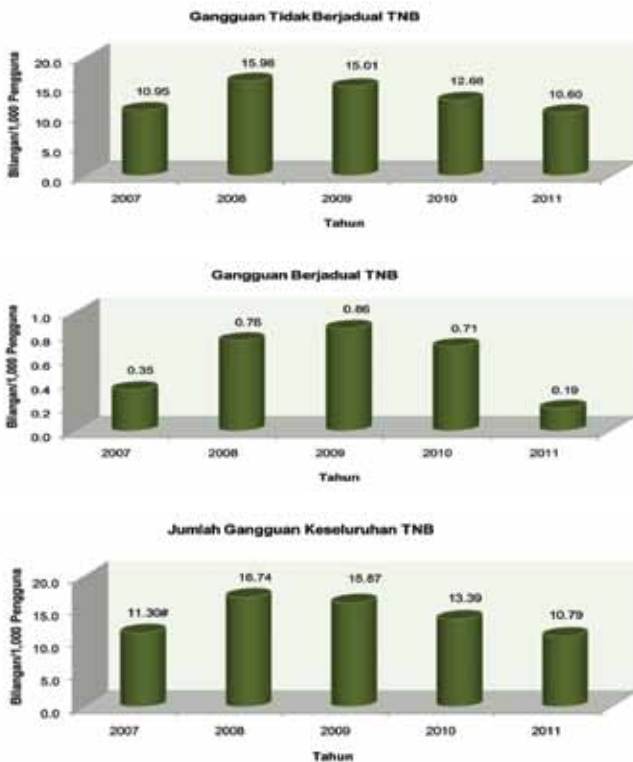 Gangguan Tidak Berjadual TNB
Bilangan/1,000 Pengguna
20.0
15.0
10.0
5.0
0.0
10.95
15.98
15.01
12.68
10.60
2007 2008 2009 2010 2011
Tahun
Gangguan Berjadual TNB
Bilangan/1,000 Pengguna
1.0
0.8
0.6
0.4
0.2
0.0
0.35
0.76
0.86
0.71
0.19
2007 2008 2009 2010 2011
Tahun
Jumlah Gangguan Keseluruhan TNB
Bilangan/1,000 Pengguna
20.0
15.0
10.0
5.0
0.0
11.30#
16.74
15.87
13.39
10.79
2007 2008 2009 2010 2011
Tahun